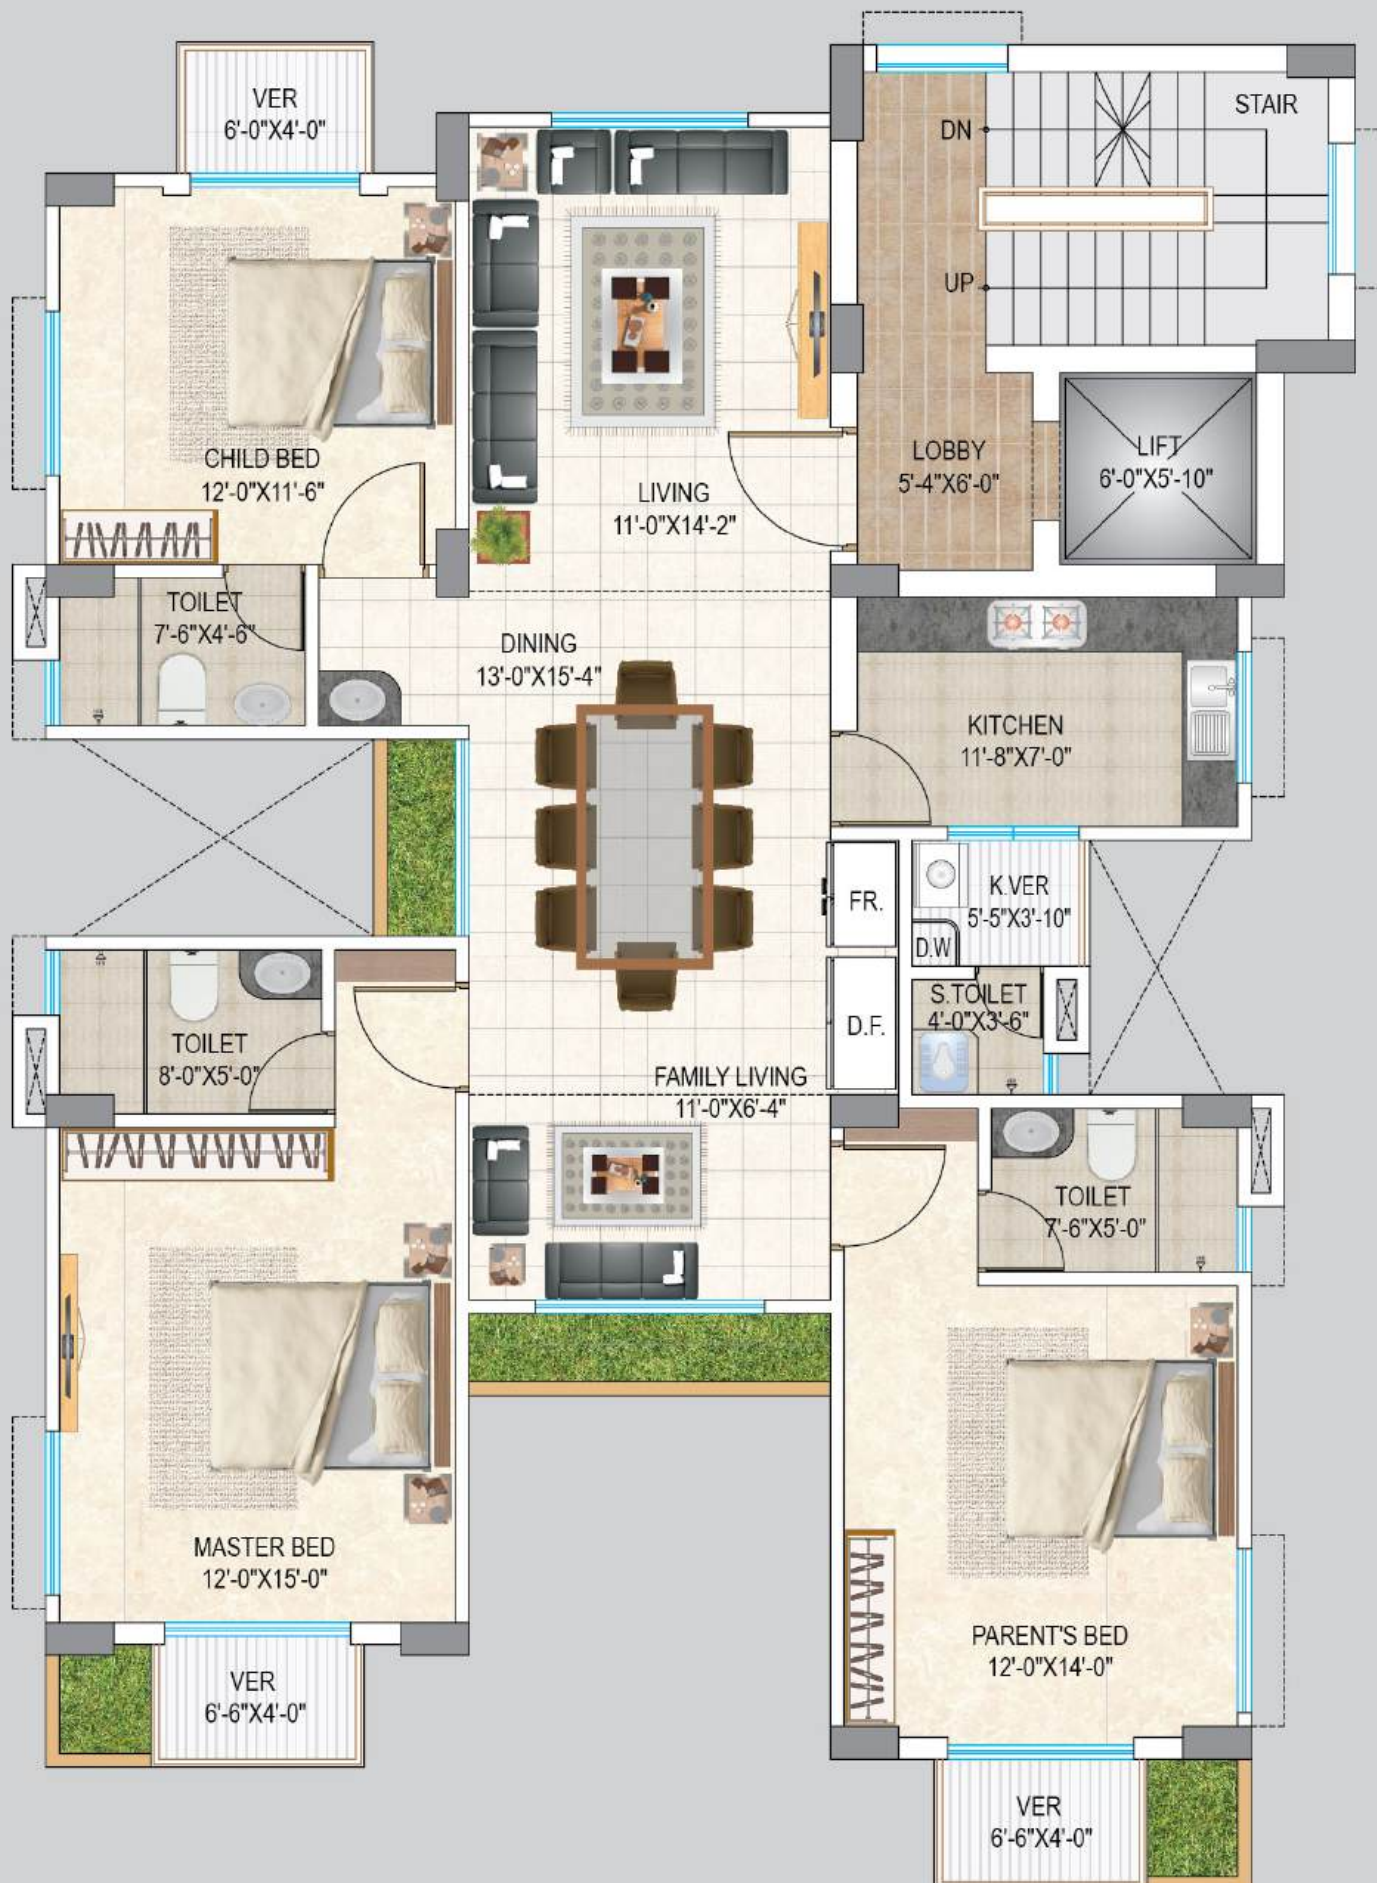 VER
6'-0"X4'-0"
STAIR
DN
UP
CHILD BED
12'-0"X11'-6"
LIVING
11'-0"X14'-2"
LOBBY
5'-4"X6'-0"
LIFT
6'-0"X5'-10"
TOILET
7'-6"X4'-6"
DINING
13'-0"X15'-4"
KITCHEN
11'-8"X7'-0"
FR.
K.VER
5'-5"X3'-10"
D.W
S.TOILET
4'-0"X3'-6"
D.F.
TOILET
8'-0"X5'-0"
FAMILY LIVING
11'-0"X6'-4"
TOILET
7'-6"X5'-0"
MASTER BED
12'-0"X15'-0"
PARENT'S BED
12'-0"X14'-0"
VER
6'-6"X4'-0"
VER
6'-6"X4'-0"